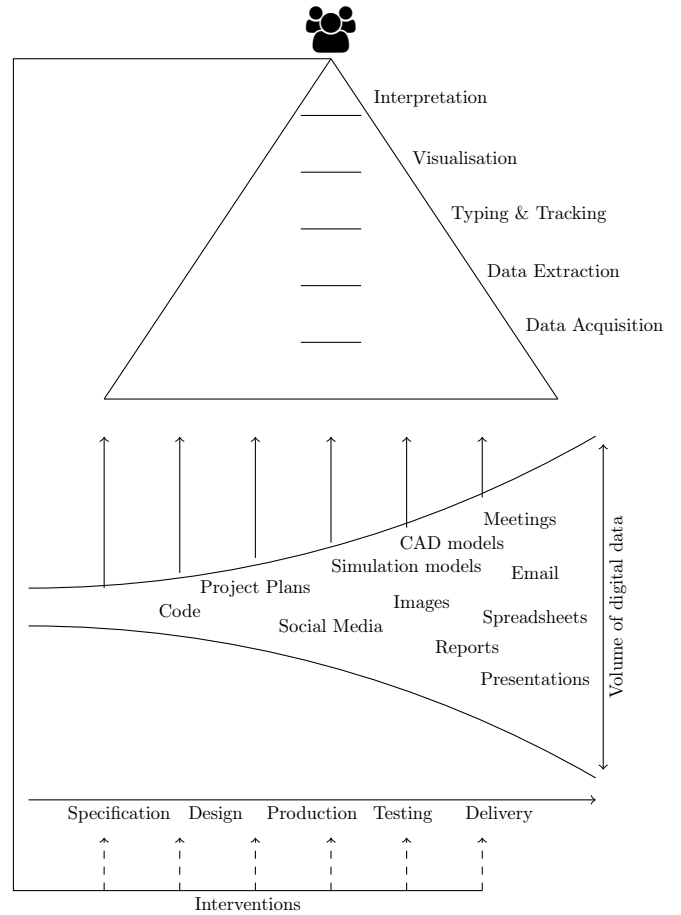 Interpretation
Visualisation
Typing & Tracking
Data Extraction
Data Acquisition
Meetings
CAD models
Simulation models
Email
Project Plans
Images
Code
Spreadsheets
Social Media
Reports
Presentations
Volume of digital data
Specification Design Production Testing Delivery
Interventions